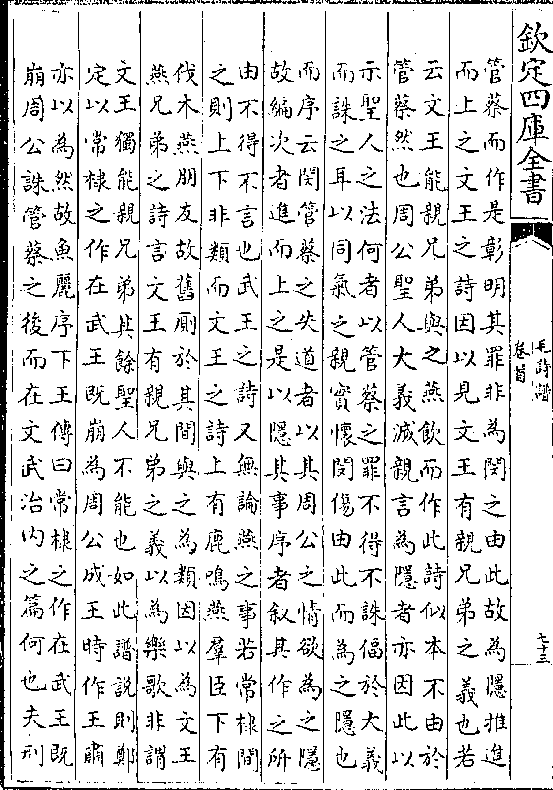 欽定四庫全書
毛詩譜
卷首
七十三
管蔡而作是彰明其罪非為閔之由此故為隱推進
而上之文王之詩因以見文王有親兄弟之義也若
云文王能親兄弟與之燕飲而作此詩似本不由於
管蔡然也周公聖人大義滅親言為隱者亦因此以
示聖人之法何者以管蔡之罪不得不誅偪於大義
而誅之耳以同氣之親實懷閔傷由此而為之隱也
而序云閔管蔡之失道者以其周公之情欲為之隱
故編次者進而上之是以隱其事序者叙其作之所
由不得不言也武王之詩又無論燕之事若常棣間
之則上下非類而文王之詩上有鹿鳴燕羣臣下有
伐木燕朋友故舊厠於其間與之為類因以為文王
燕兄弟之詩言文王有親兄弟之義以為樂歌非謂
文王獨能親兄弟其餘聖人不能也如此譜說則鄭
定以常棣之作在武王既崩為周公成王時作王肅
亦以為然故魚麗序下王傳曰常棣之作在武王既
崩周公誅管蔡之後而在文武治內之篇何也夫刑